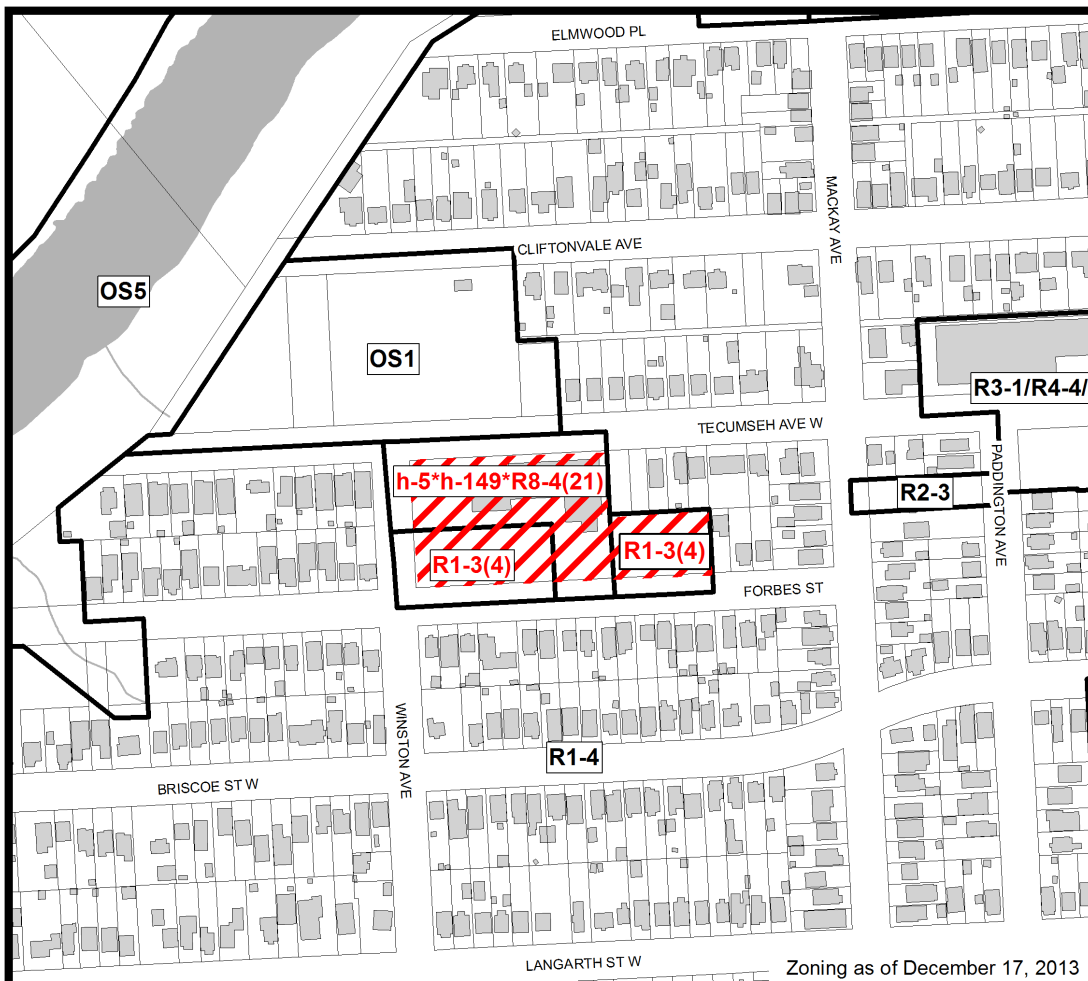 ELMWOOD PL
MACKAY AVE
CLIFTONVALE AVE
OS5
OS1
R3-1/R4-4/
TECUMSEH AVE W
PADDINGTON AVE
h-5*h-149*R8-4(21)
R2-3
R1-3(4)
R1-3(4)
FORBES ST
WINSTON AVE
R1-4
BRISCOE ST W
LANGARTH ST W
Zoning as of December 17, 2013